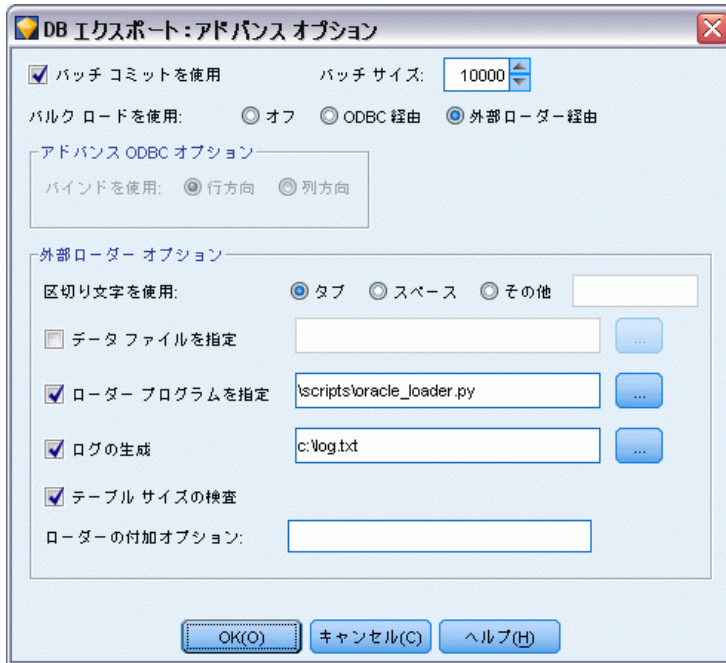 DB エクスポート：アドバンス オプション
バッチ コミットを使用 バッチ サイズ: 10000
バルク ロードを使用: オフ ODBC 経由 外部ローダー経由
アドバンス ODBC オプション
バインドを使用: 行方向 列方向
外部ローダー オプション
区切り文字を使用: タブ スペース その他
データ ファイルを指定 ...
ローダー プログラムを指定 \scripts\oracle_loader.py ...
ログの生成 c:\log.txt ...
テーブル サイズの検査
ローダーの付加オプション:
OK(O) キャンセル(C) ヘルプ(H)